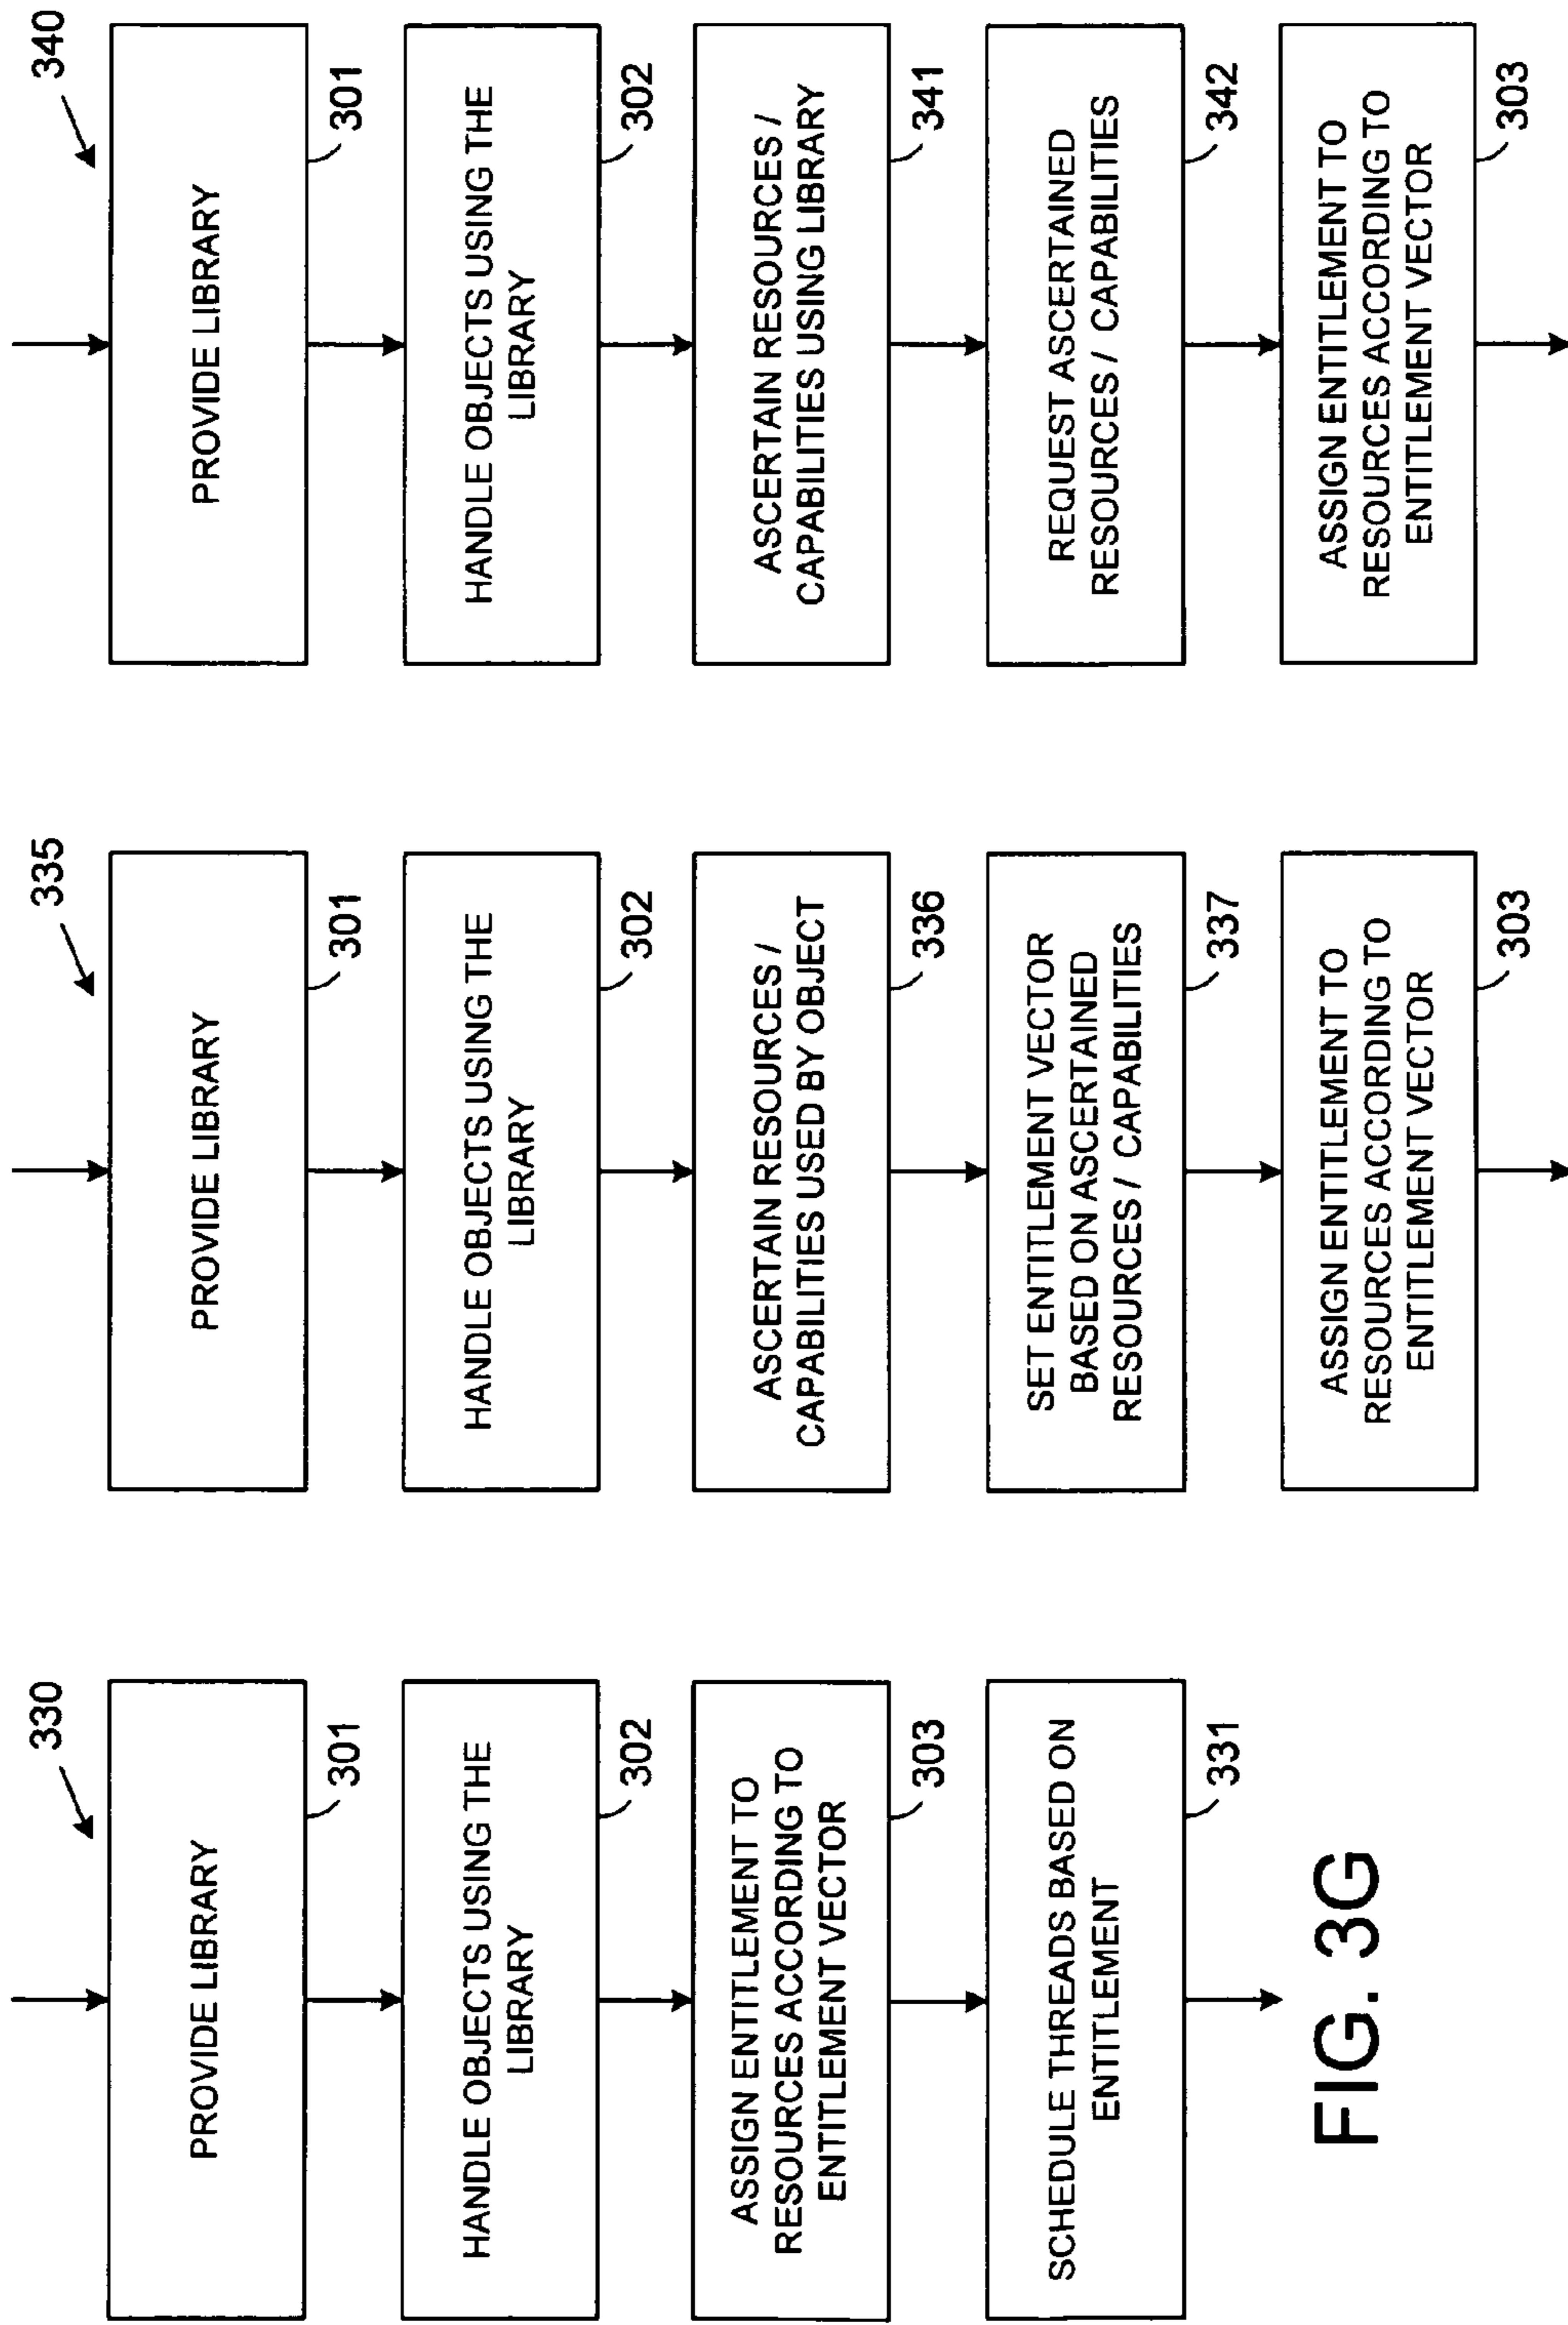 330
PROVIDE LIBRARY
301
HANDLE OBJECTS USING THE
LIBRARY
302
ASSIGN ENTITLEMENT TO
RESOURCES ACCORDING TO
ENTITLEMENT VECTOR
303
SCHEDULE THREADS BASED ON
ENTITLEMENT
331
335
PROVIDE LIBRARY
301
HANDLE OBJECTS USING THE
LIBRARY
302
ASCERTAIN RESOURCES /
CAPABILITIES USED BY OBJECT
336
SET ENTITLEMENT VECTOR
BASED ON ASCERTAINED
RESOURCES / CAPABILITIES
337
ASSIGN ENTITLEMENT TO
RESOURCES ACCORDING TO
ENTITLEMENT VECTOR
303
340
PROVIDE LIBRARY
301
HANDLE OBJECTS USING THE
LIBRARY
302
ASCERTAIN RESOURCES /
CAPABILITIES USING LIBRARY
341
REQUEST ASCERTAINED
RESOURCES / CAPABILITIES
342
ASSIGN ENTITLEMENT TO
RESOURCES ACCORDING TO
ENTITLEMENT VECTOR
303
FIG. 3G